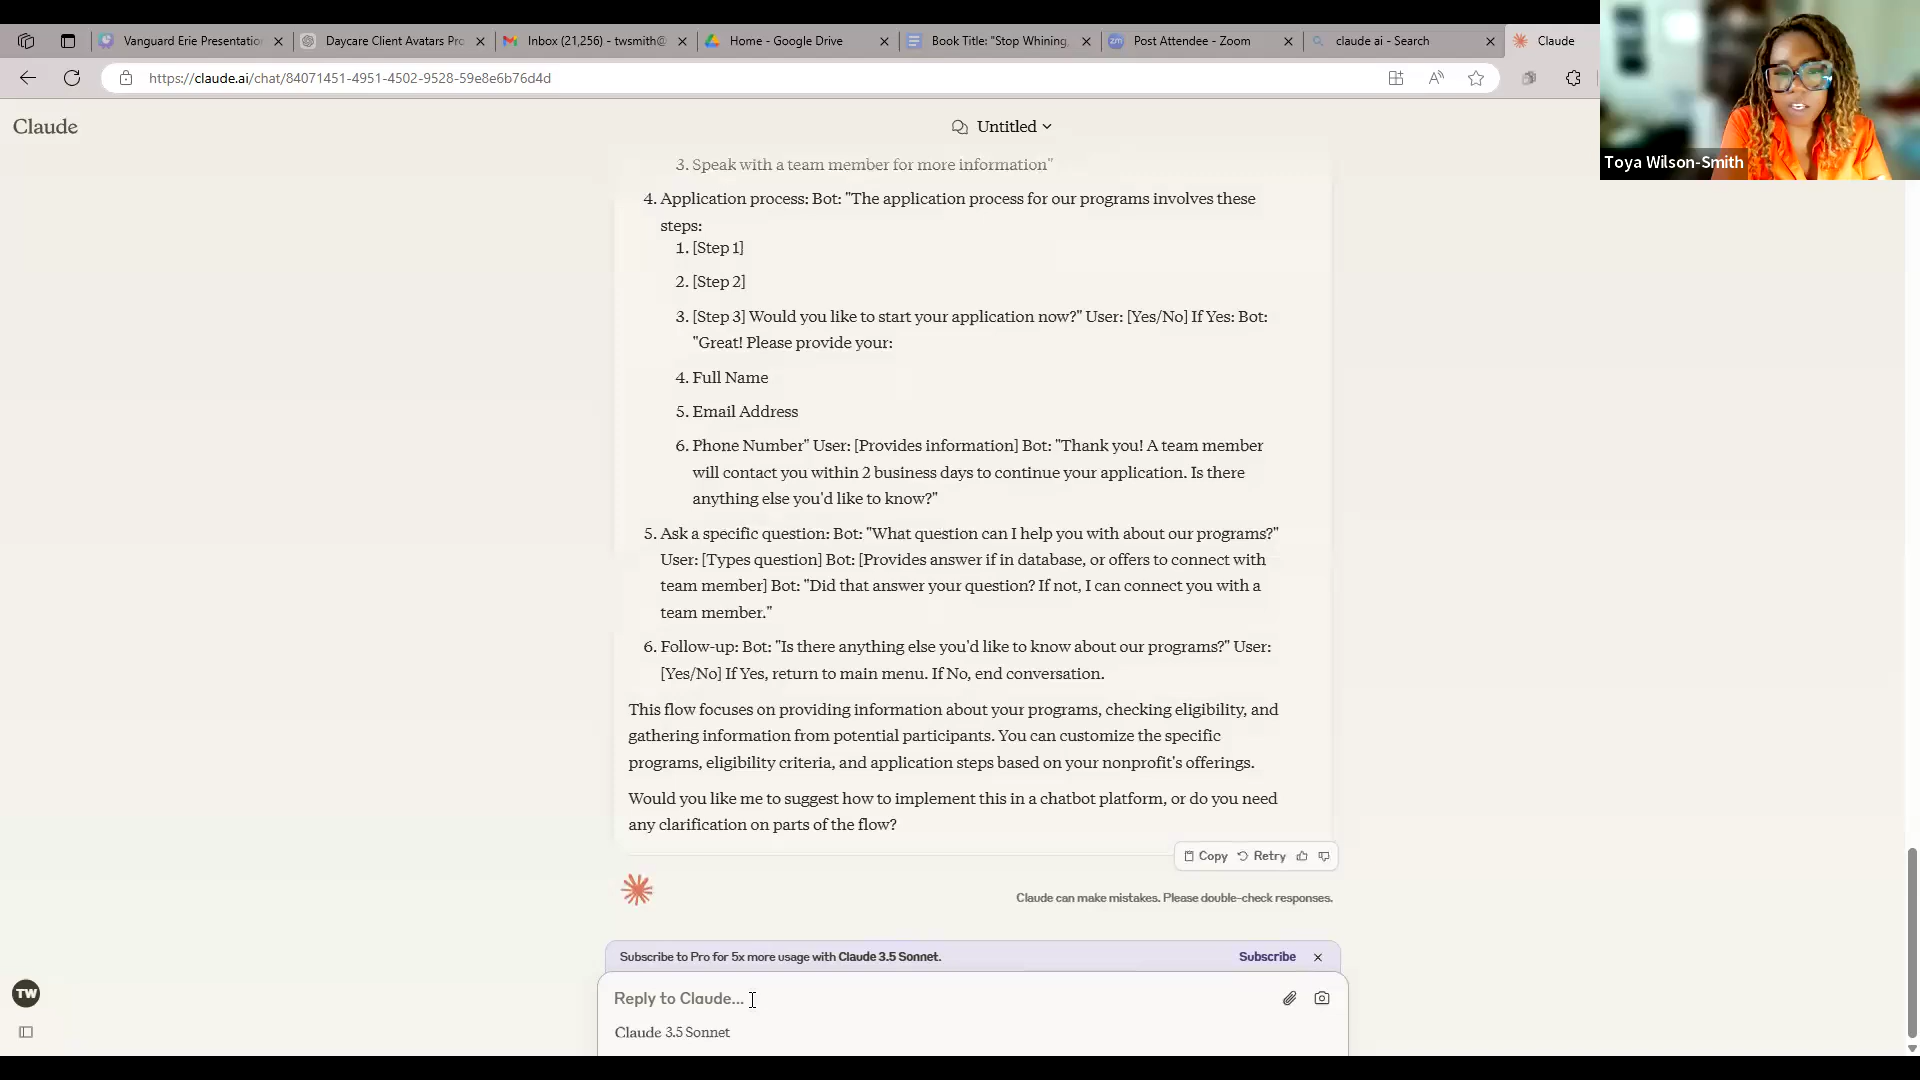 Vanguard Erie Presentatio
Daycare Client Avatars Pro
Inbox (21,256) - twsmith@
Home - Google Drive
Book Title: "Stop Whining,
zm
Post Attendee - Zoom
claude ai - Search
Claude
https://claude.ai/chat/84071451-4951-4502-9528-59e8e6b76d4d
Toya Wilson-Smith
Claude
Untitled
3. Speak with a team member for more information"
4. Application process: Bot: "The application process for our programs involves these
steps:
1. [Step 1]
2. [Step 2]
3. [Step 3] Would you like to start your application now?" User: [Yes/No] If Yes: Bot:
"Great! Please provide your:
4. Full Name
5. Email Address
6. Phone Number" User: [Provides information] Bot: "Thank you! A team member
will contact you within 2 business days to continue your application. Is there
anything else you'd like to know?"
5. Ask a specific question: Bot: "What question can I help you with about our programs?"
User: [Types question] Bot: [Provides answer if in database, or offers to connect with
team member] Bot: "Did that answer your question? If not, I can connect you with a
team member."
6. Follow-up: Bot: "Is there anything else you'd like to know about our programs?" User:
[Yes/No] If Yes, return to main menu. If No, end conversation.
This flow focuses on providing information about your programs, checking eligibility, and
gathering information from potential participants. You can customize the specific
programs, eligibility criteria, and application steps based on your nonprofit's offerings.
Would you like me to suggest how to implement this in a chatbot platform, or do you need
any clarification on parts of the flow?
Copy Retry
Claude can make mistakes. Please double-check responses.
Subscribe to Pro for 5x more usage with Claude 3.5 Sonnet.
Subscribe
TW
Reply to Claude...
Claude 3.5 Sonnet